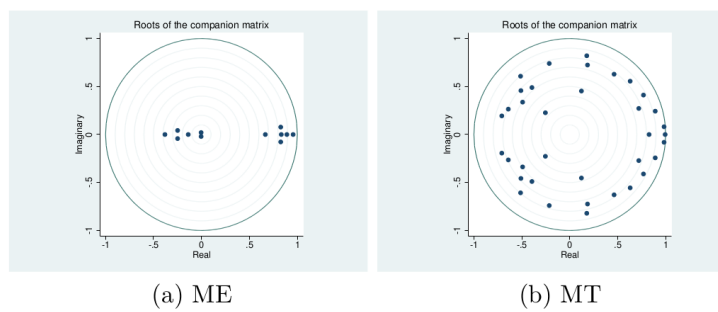 Roots of the companion matrix
Imaginary
1
.5
0
-.5
-1
-1
-.5
0
.5
1
Real
(a) ME
Roots of the companion matrix
Imaginary
1
.5
0
-.5
-1
-1
-.5
0
.5
1
Real
(b) MT